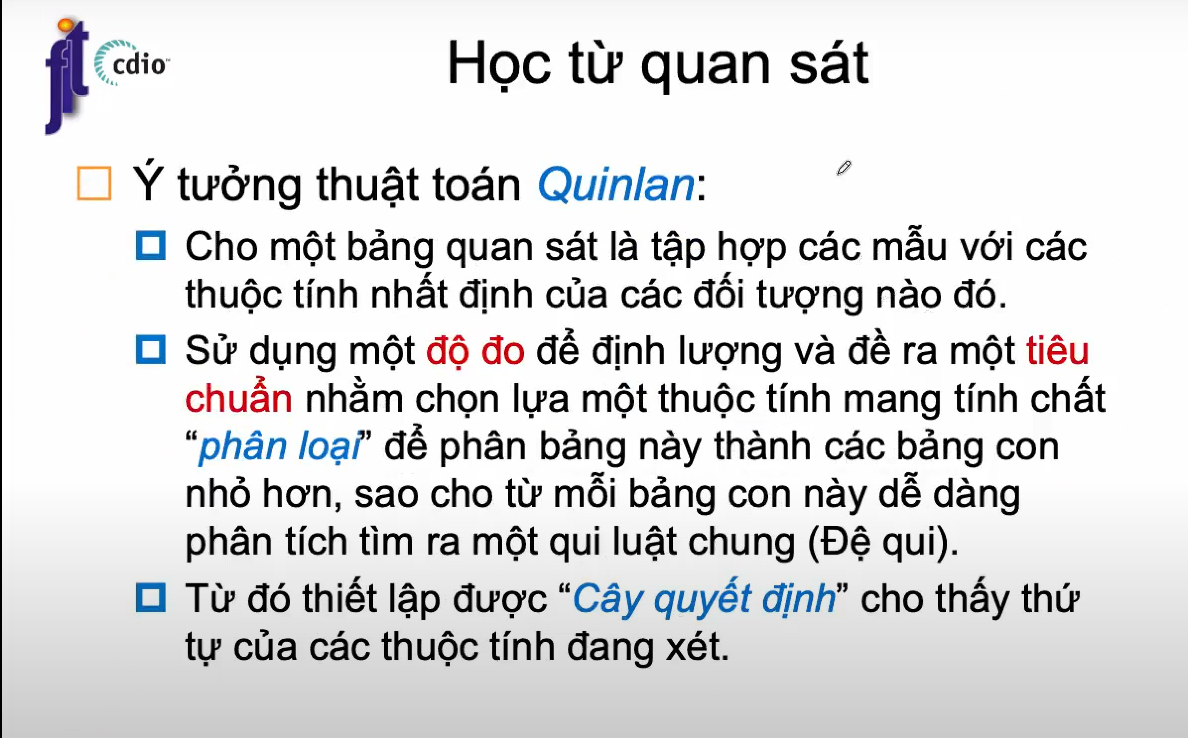 fit
cdio
Học từ quan sát
Ý tưởng thuật toán Quinlan:
Cho một bảng quan sát là tập hợp các mẫu với các
thuộc tính nhất định của các đối tượng nào đó.
Sử dụng một độ đo để định lượng và đề ra một tiêu
chuẩn nhằm chọn lựa một thuộc tính mang tính chất
“phân loại” để phân bảng này thành các bảng con
nhỏ hơn, sao cho từ mỗi bảng con này dễ dàng
phân tích tìm ra một qui luật chung (Đệ qui).
Từ đó thiết lập được “Cây quyết định” cho thấy thứ
tự của các thuộc tính đang xét.